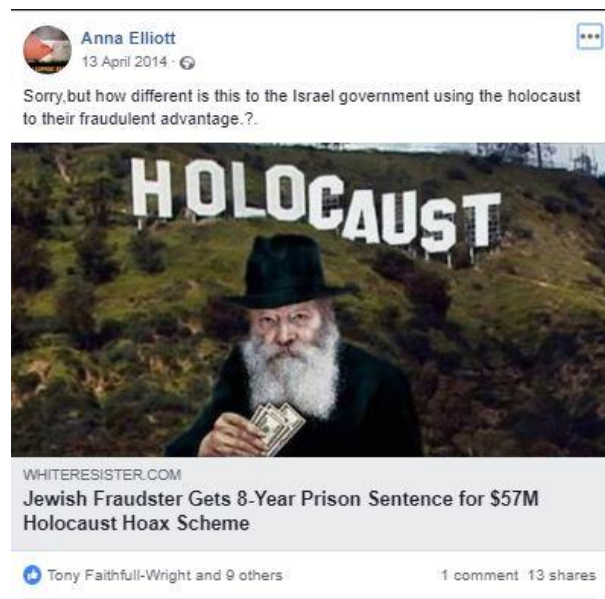 Anna Elliott
13 April 2014 ·
Sorry,but how different is this to the Israel government using the holocaust
to their fraudulent advantage.?.
HOLOCAUST
WHITERESISTER.COM
Jewish Fraudster Gets 8-Year Prison Sentence for $57M
Holocaust Hoax Scheme
Tony Faithfull-Wright and 9 others 1 comment 13 shares